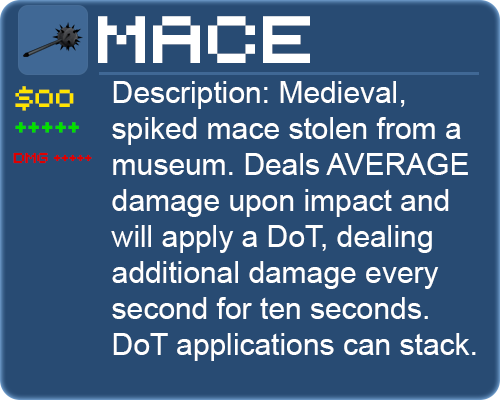 MACE
$00
+++++
DMG +++++
Description: Medieval,
spiked mace stolen from a
museum. Deals AVERAGE
damage upon impact and
will apply a DoT, dealing
additional damage every
second for ten seconds.
DoT applications can stack.